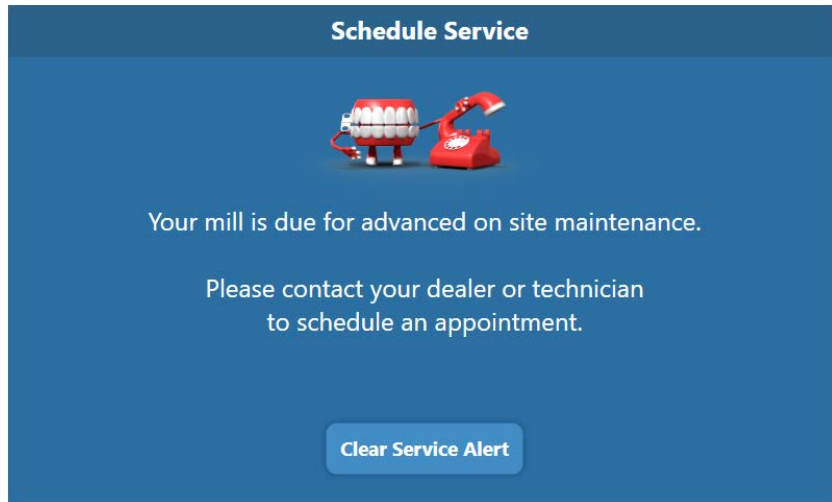 Schedule Service
Your mill is due for advanced on site maintenance.
Please contact your dealer or technician
to schedule an appointment.
Clear Service Alert